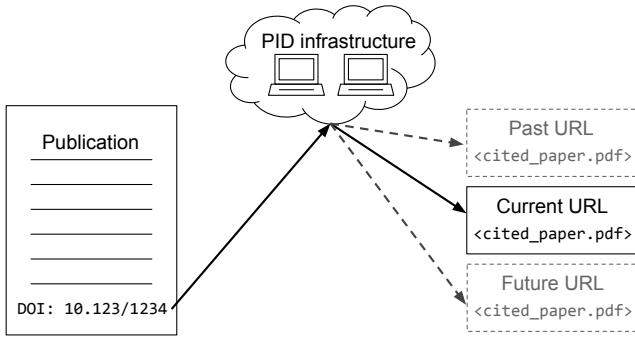 PID infrastructure
Publication
DOI: 10.123/1234
Past URL
<cited_paper.pdf>
Current URL
<cited_paper.pdf>
Future URL
<cited_paper.pdf>